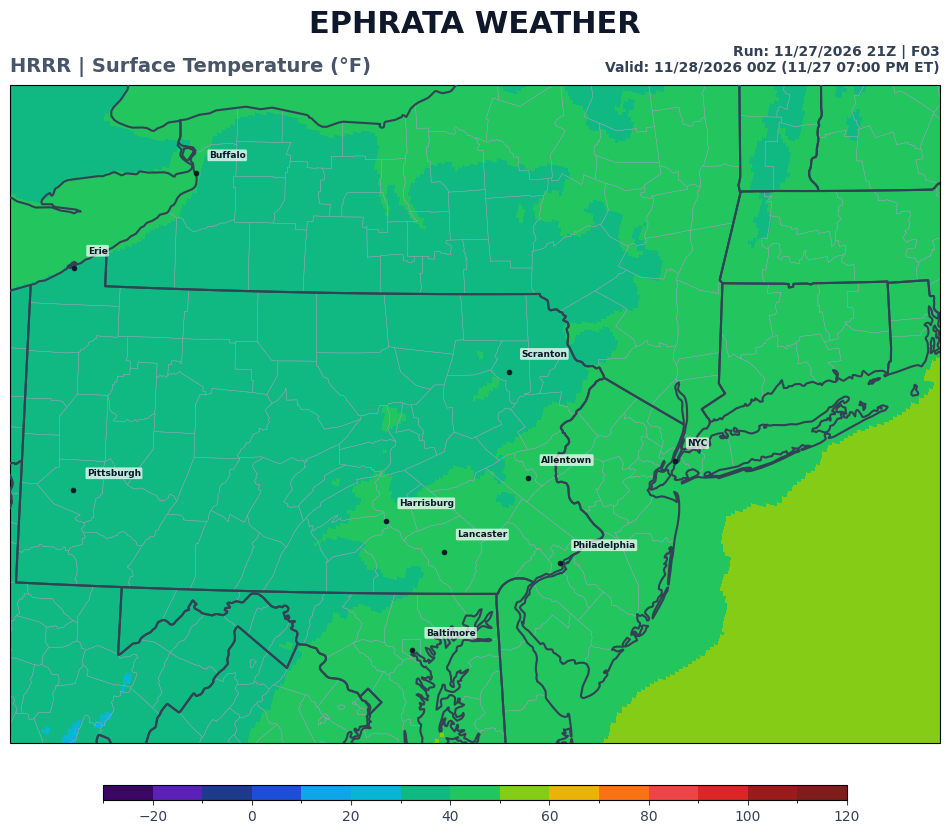 EPHRATA WEATHER
HRRR | Surface Temperature (°F)
Run: 11/27/2026 21Z | F03
Valid: 11/28/2026 00Z (11/27 07:00 PM ET)
Buffalo
Erie
Scranton
NYC
Allentown
Pittsburgh
Harrisburg
Lancaster
Philadelphia
Baltimore
−20 0 20 40 60 80 100 120